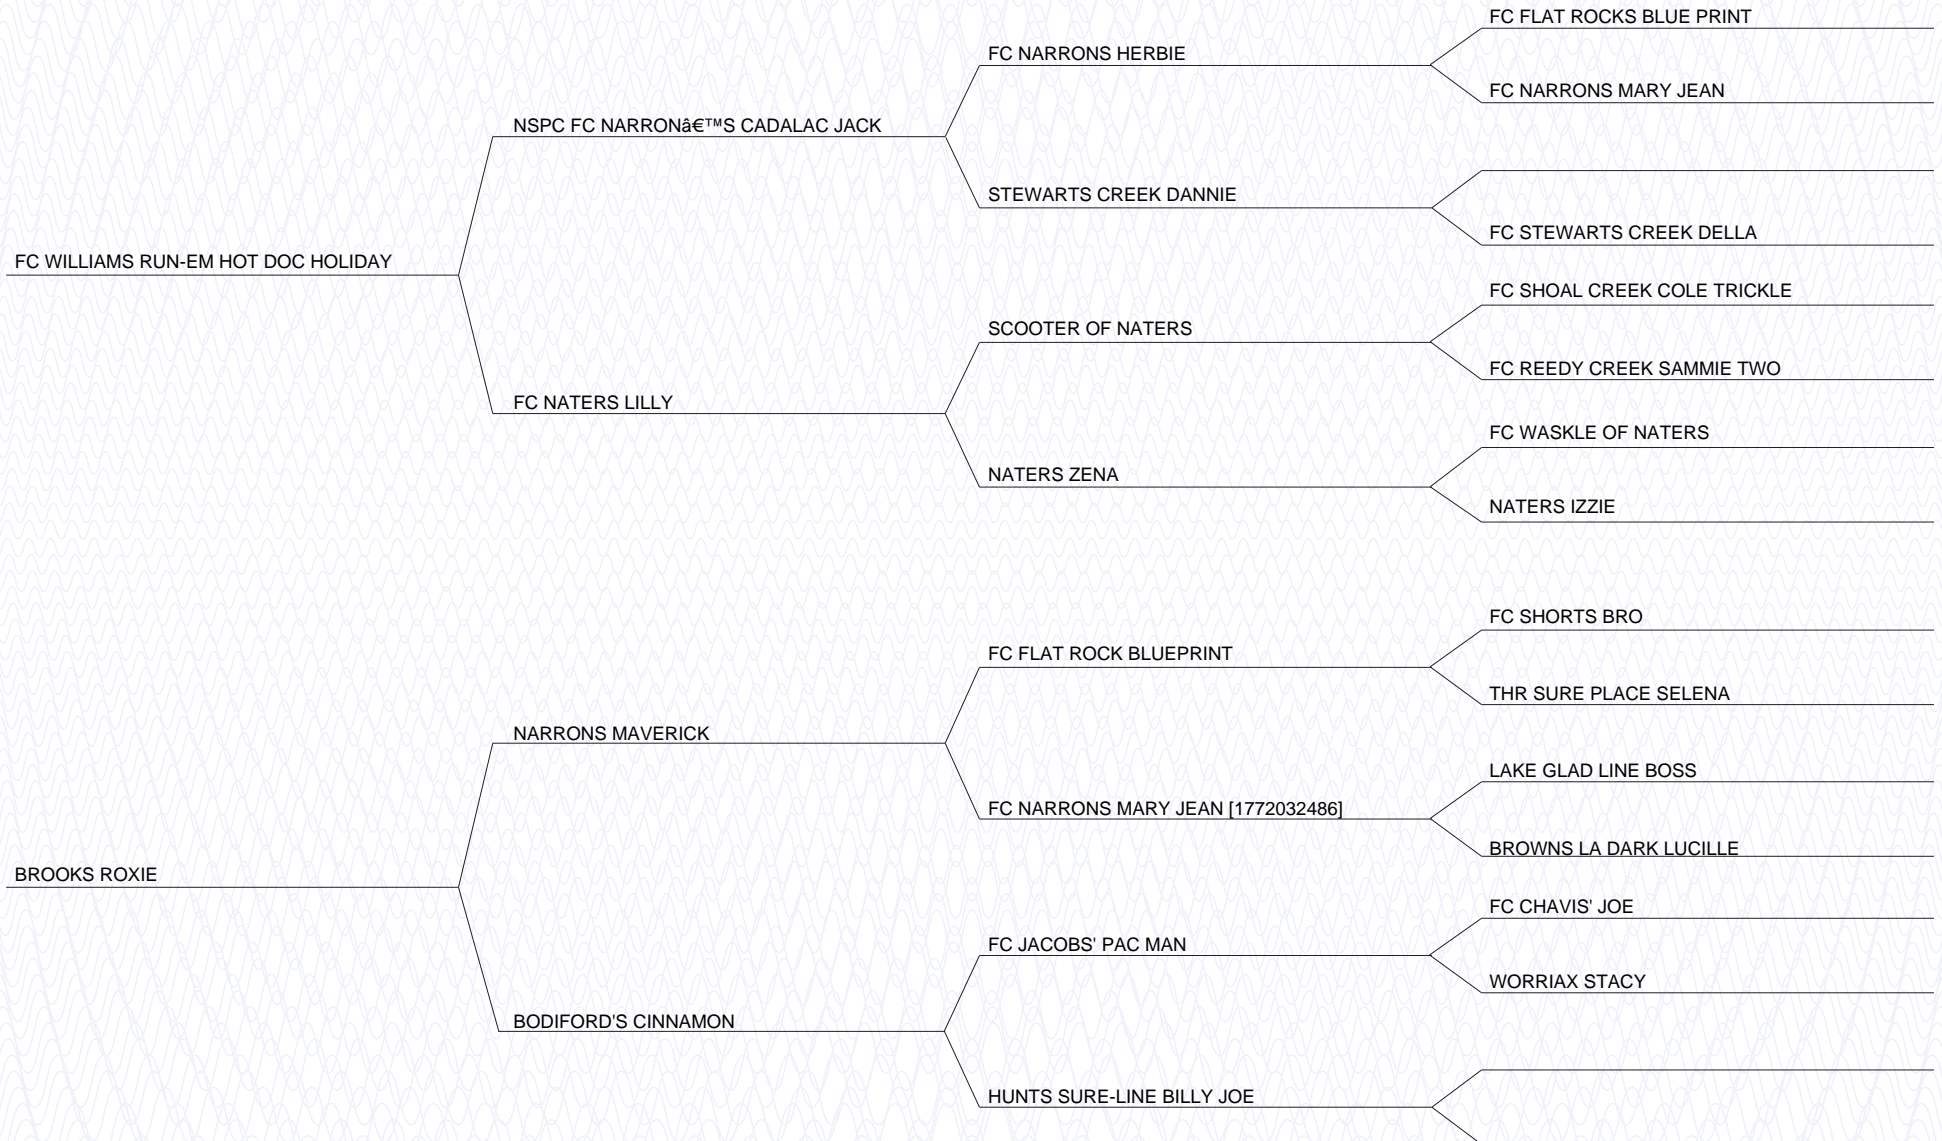 FC FLAT ROCKS BLUE PRINT
FC NARRONS HERBIE
FC NARRONS MARY JEAN
NSPC FC NARRONâ€™S CADALAC JACK
STEWARTS CREEK DANNIE
FC STEWARTS CREEK DELLA
FC WILLIAMS RUN-EM HOT DOC HOLIDAY
FC SHOAL CREEK COLE TRICKLE
SCOOTER OF NATERS
FC REEDY CREEK SAMMIE TWO
FC NATERS LILLY
FC WASKLE OF NATERS
NATERS ZENA
NATERS IZZIE
FC SHORTS BRO
FC FLAT ROCK BLUEPRINT
THR SURE PLACE SELENA
NARRONS MAVERICK
LAKE GLAD LINE BOSS
FC NARRONS MARY JEAN [1772032486]
BROWNS LA DARK LUCILLE
BROOKS ROXIE
FC CHAVIS' JOE
FC JACOBS' PAC MAN
WORRIAX STACY
BODIFORD'S CINNAMON
HUNTS SURE-LINE BILLY JOE